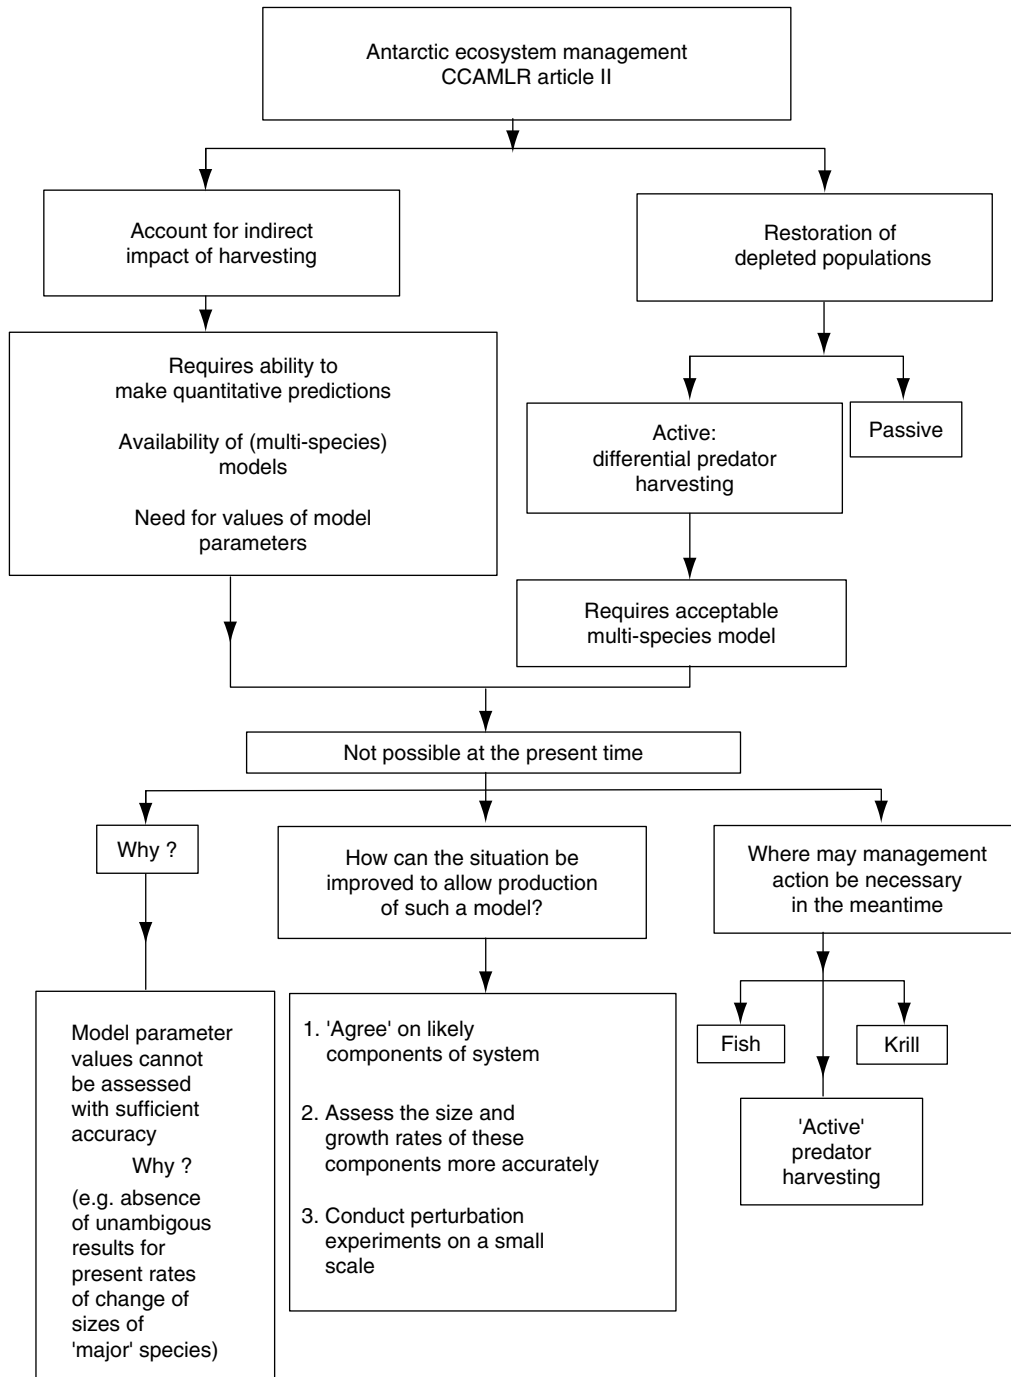 Antarctic ecosystem management
CCAMLR article II
Account for indirect
impact of harvesting
Restoration of
depleted populations
Requires ability to
make quantitative predictions
Availability of (multi-species)
models
Need for values of model
parameters
Active:
differential predator
harvesting
Passive
Requires acceptable
multi-species model
Not possible at the present time
Why ?
How can the situation be
improved to allow production
of such a model?
Where may management
action be necessary
in the meantime
Model parameter
values cannot
be assessed
with sufficient
accuracy
Why ?
(e.g. absence
of unambigous
results for
present rates
of change of
sizes of
'major' species)
1. 'Agree' on likely
components of system
2. Assess the size and
growth rates of these
components more accurately
3. Conduct perturbation
experiments on a small
scale
Fish
Krill
'Active'
predator
harvesting